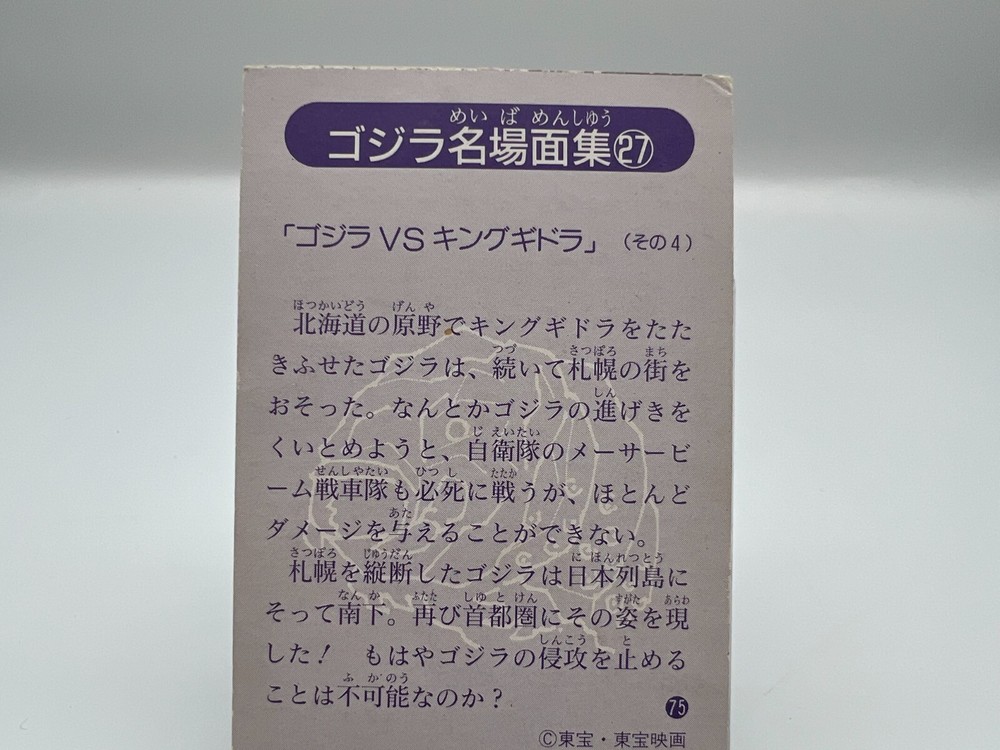 めいばめんしゅう
ゴジラ名場面集㉗
「ゴジラVSキングギドラ」（その4）
ほっかいどう げんや
北海道の原野でキングギドラをたた
つづ さっぽろ まち
きふせたゴジラは、続いて札幌の街を
しん
おそった。なんとかゴジラの進げきを
じえいたい
くいとめようと、自衛隊のメーサービ
せんしゃたい ひっし たたか
ーム戦車隊も必死に戦うが、ほとんど
あた
ダメージを与えることができない。
さっぽろ じゅうだん にほんれっとう
札幌を縦断したゴジラは日本列島に
なんか ふたた しゅとけん すがた あらわ
そって南下。再び首都圏にその姿を現
しんこう と
した！ もはやゴジラの侵攻を止める
ふかのう
ことは不可能なのか？
75
©東宝・東宝映画